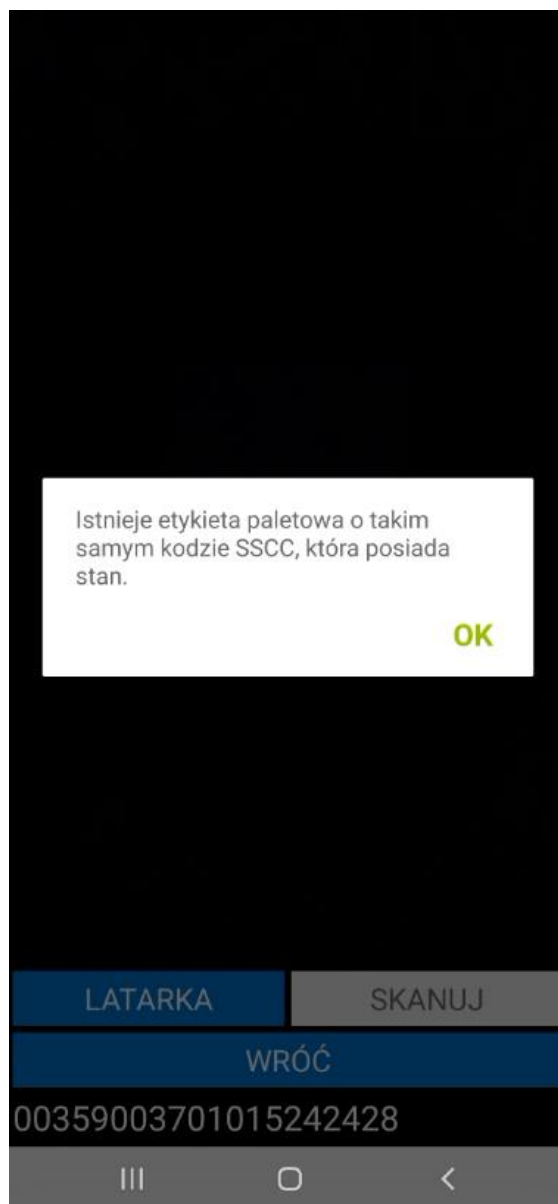 Istnieje etykieta paletowa o takim
samym kodzie SSCC, która posiada
stan.
OK
LATARKA
SKANUJ
WRÓĆ
00359003701015242428